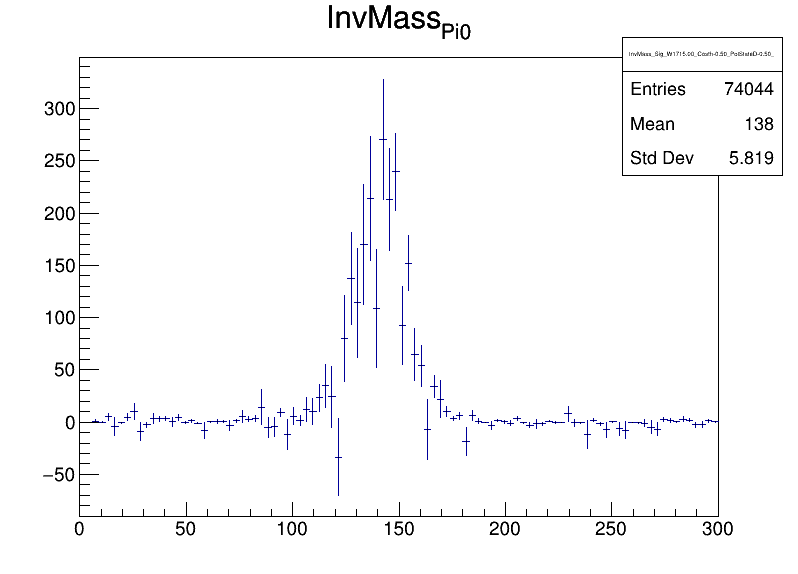 InvMass_Pi0
InvMass_Sig_W1715.00_Costh-0.50_PolStateD-0.50_
Entries 74044
Mean 138
Std Dev 5.819
300
250
200
150
100
50
0
−50
0 50 100 150 200 250 300